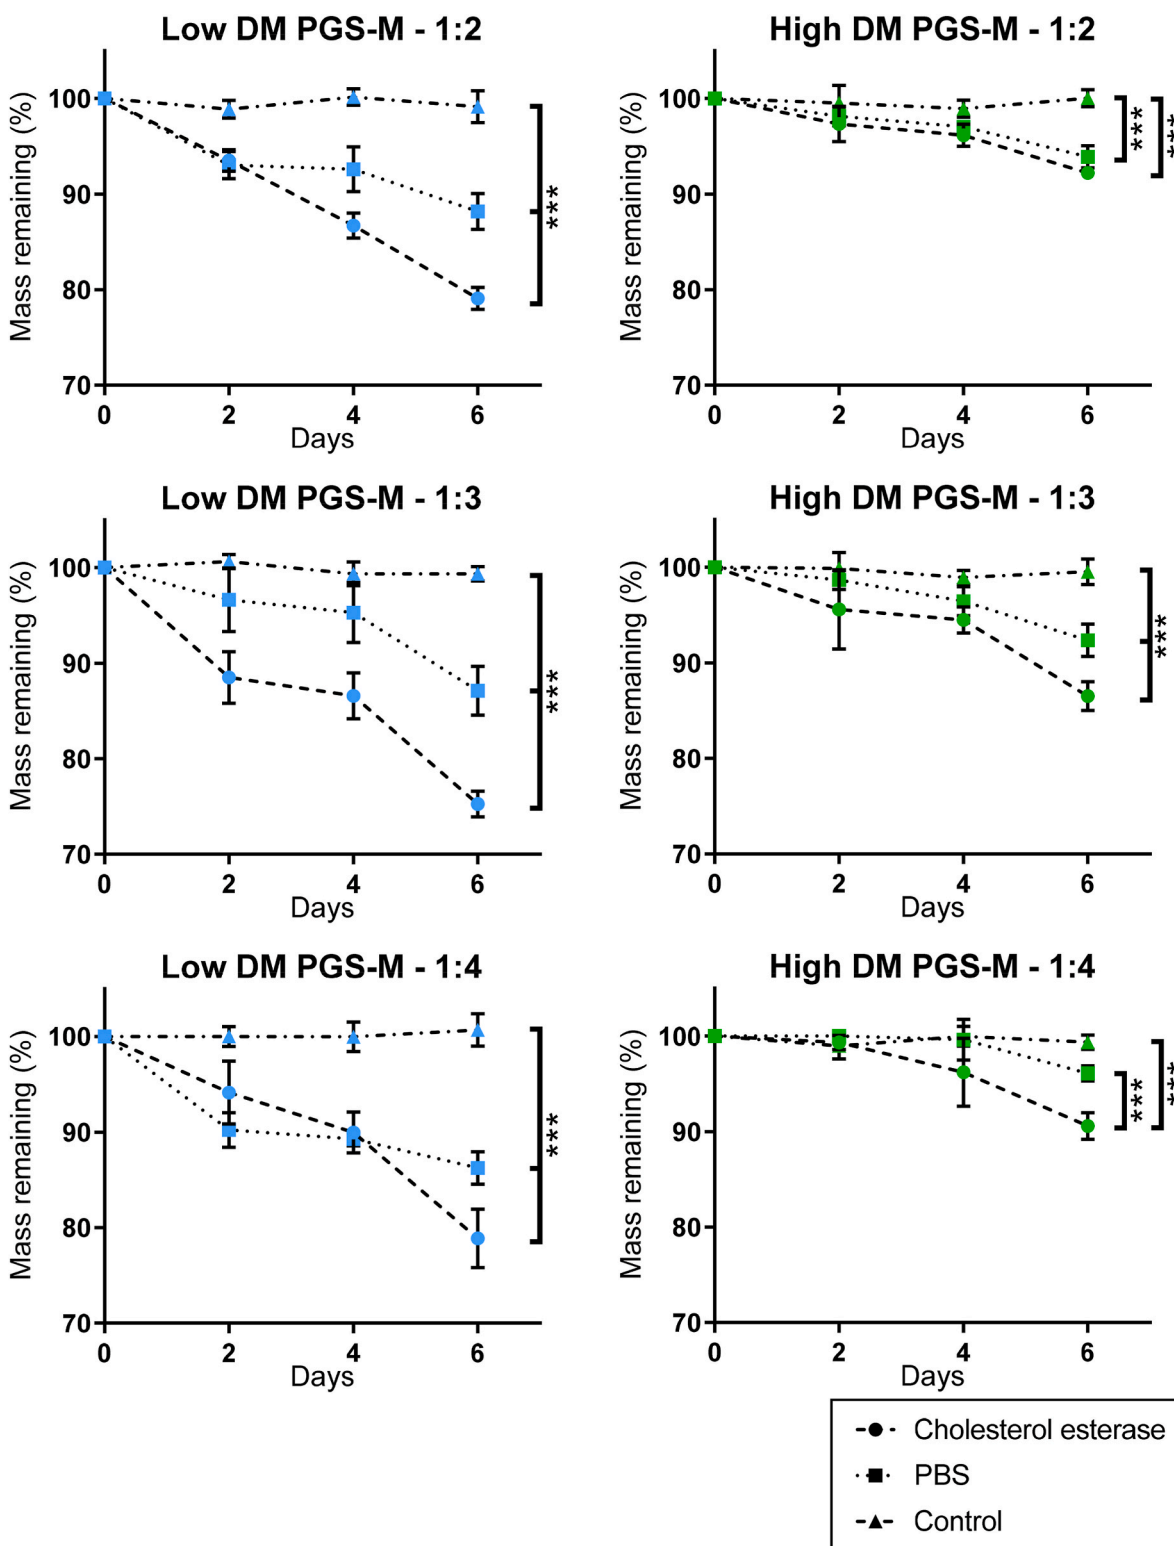 Low DM PGS-M - 1:2
Mass remaining (%)
100
90
80
70
0 2 4 6
Days
***
High DM PGS-M - 1:2
Mass remaining (%)
100
90
80
70
0 2 4 6
Days
***
***
Low DM PGS-M - 1:3
Mass remaining (%)
100
90
80
70
0 2 4 6
Days
***
High DM PGS-M - 1:3
Mass remaining (%)
100
90
80
70
0 2 4 6
Days
***
Low DM PGS-M - 1:4
Mass remaining (%)
100
90
80
70
0 2 4 6
Days
***
High DM PGS-M - 1:4
Mass remaining (%)
100
90
80
70
0 2 4 6
Days
***
***
Cholesterol esterase
PBS
Control